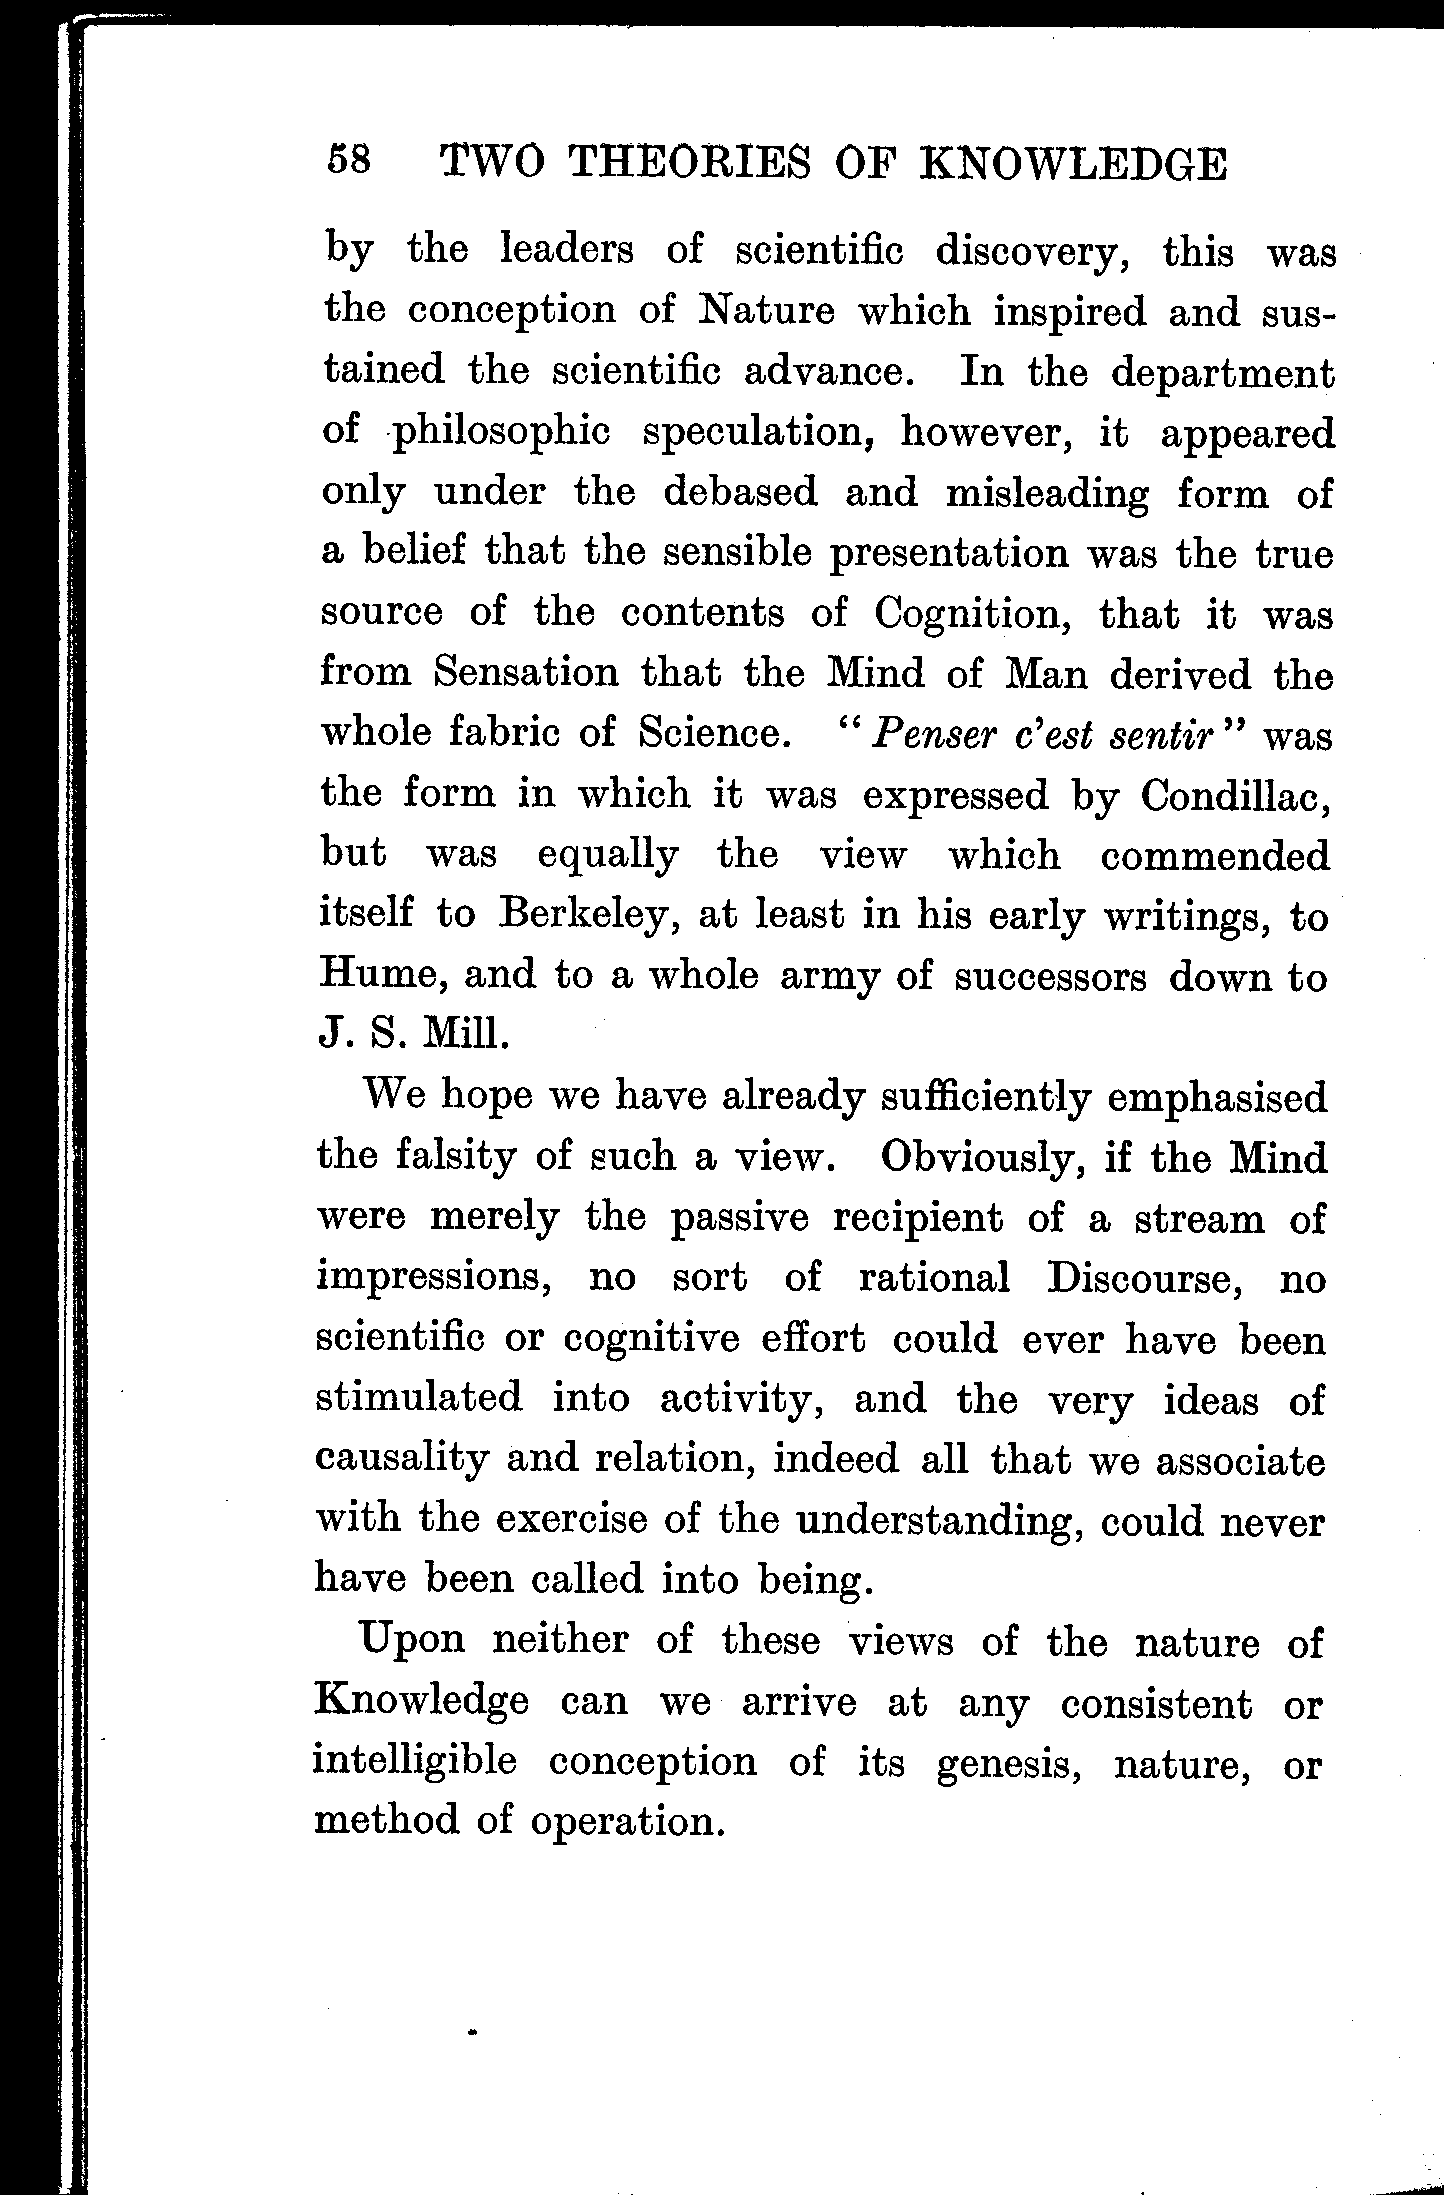 58 TWO THEORIES OF KNOWLEDGE
by the leaders of scientific discovery, this was
the conception of Nature which inspired and sus-
tained the scientific advance. In the department
of philosophic speculation, however, it appeared
only under the debased and misleading form of
a belief that the sensible presentation was the true
source of the contents of Cognition, that it was
from Sensation that the Mind of Man derived the
whole fabric of Science. “Penser c’est sentir” was
the form in which it was expressed by Condillac,
but was equally the view which commended
itself to Berkeley, at least in his early writings, to
Hume, and to a whole army of successors down to
J. S. Mill.
We hope we have already sufficiently emphasised
the falsity of such a view. Obviously, if the Mind
were merely the passive recipient of a stream of
impressions, no sort of rational Discourse, no
scientific or cognitive effort could ever have been
stimulated into activity, and the very ideas of
causality and relation, indeed all that we associate
with the exercise of the understanding, could never
have been called into being.
Upon neither of these views of the nature of
Knowledge can we arrive at any consistent or
intelligible conception of its genesis, nature, or
method of operation.